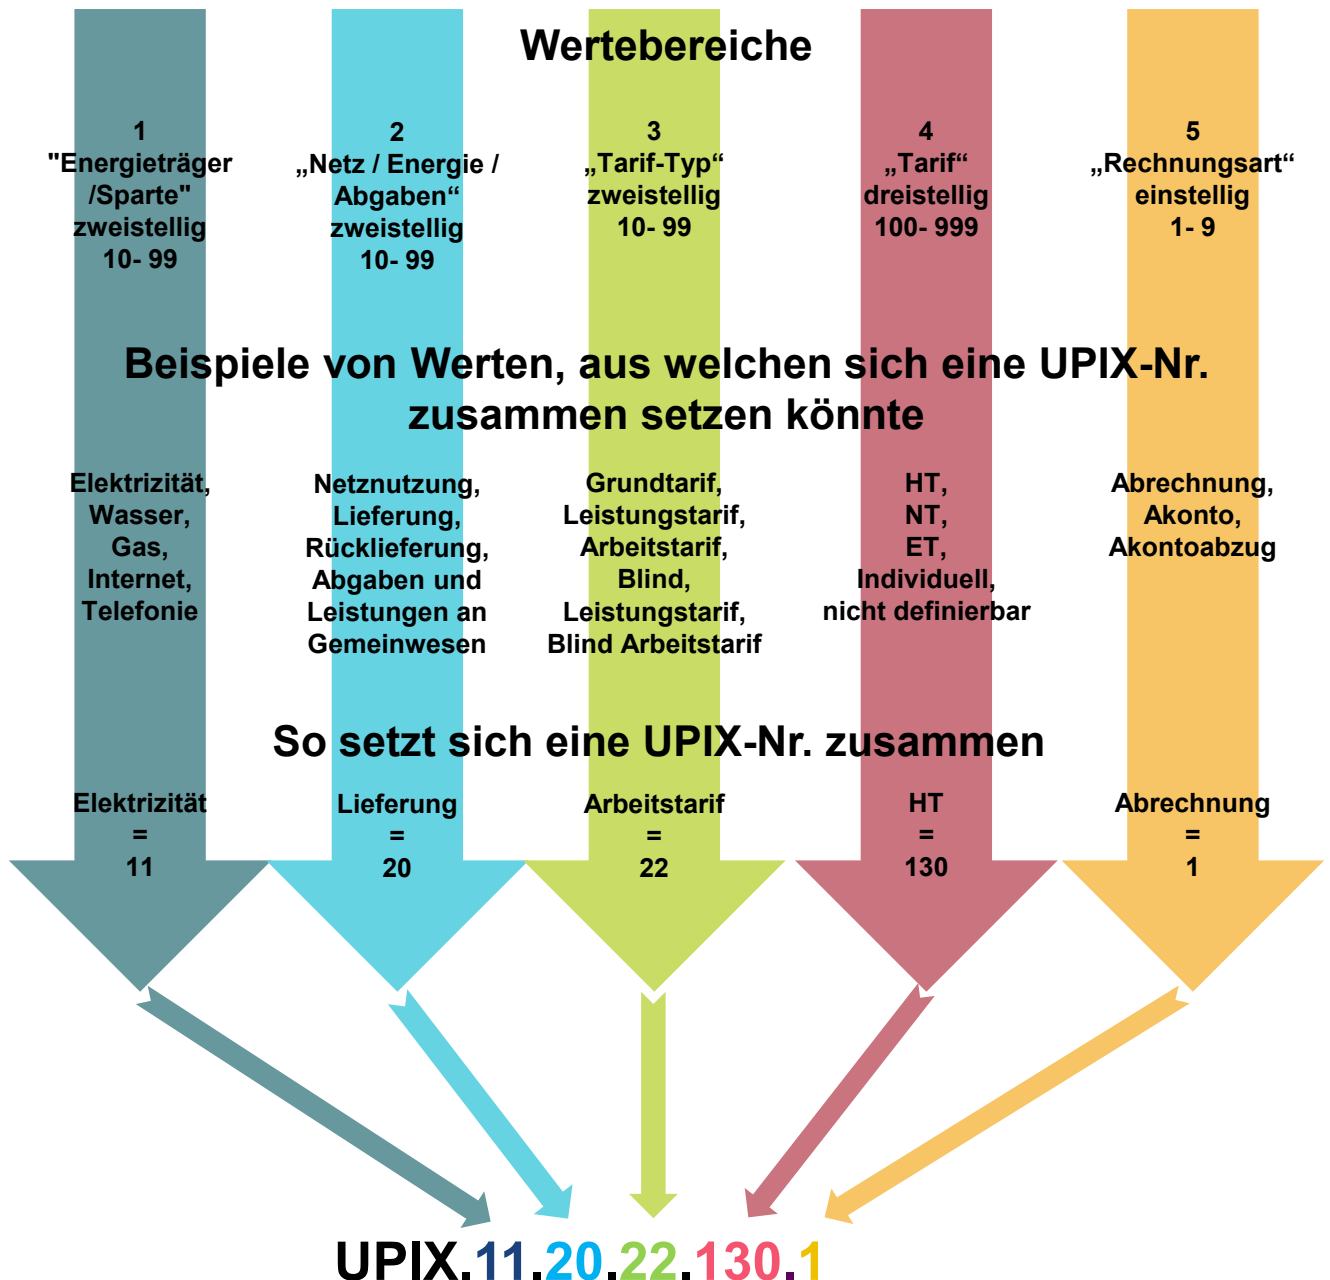 Wertebereiche
1
"Energieträger
/Sparte"
zweistellig
10- 99
2
„Netz / Energie /
Abgaben“
zweistellig
10- 99
3
„Tarif-Typ“
zweistellig
10- 99
4
„Tarif“
dreistellig
100- 999
5
„Rechnungsart“
einstellig
1- 9
Beispiele von Werten, aus welchen sich eine UPIX-Nr.
zusammen setzen könnte
Elektrizität,
Wasser,
Gas,
Internet,
Telefonie
Netznutzung,
Lieferung,
Rücklieferung,
Abgaben und
Leistungen an
Gemeinwesen
Grundtarif,
Leistungstarif,
Arbeitstarif,
Blind,
Leistungstarif,
Blind Arbeitstarif
HT,
NT,
ET,
Individuell,
nicht definierbar
Abrechnung,
Akonto,
Akontoabzug
So setzt sich eine UPIX-Nr. zusammen
Elektrizität
=
11
Lieferung
=
20
Arbeitstarif
=
22
HT
=
130
Abrechnung
=
1
UPIX.11.20.22.130.1